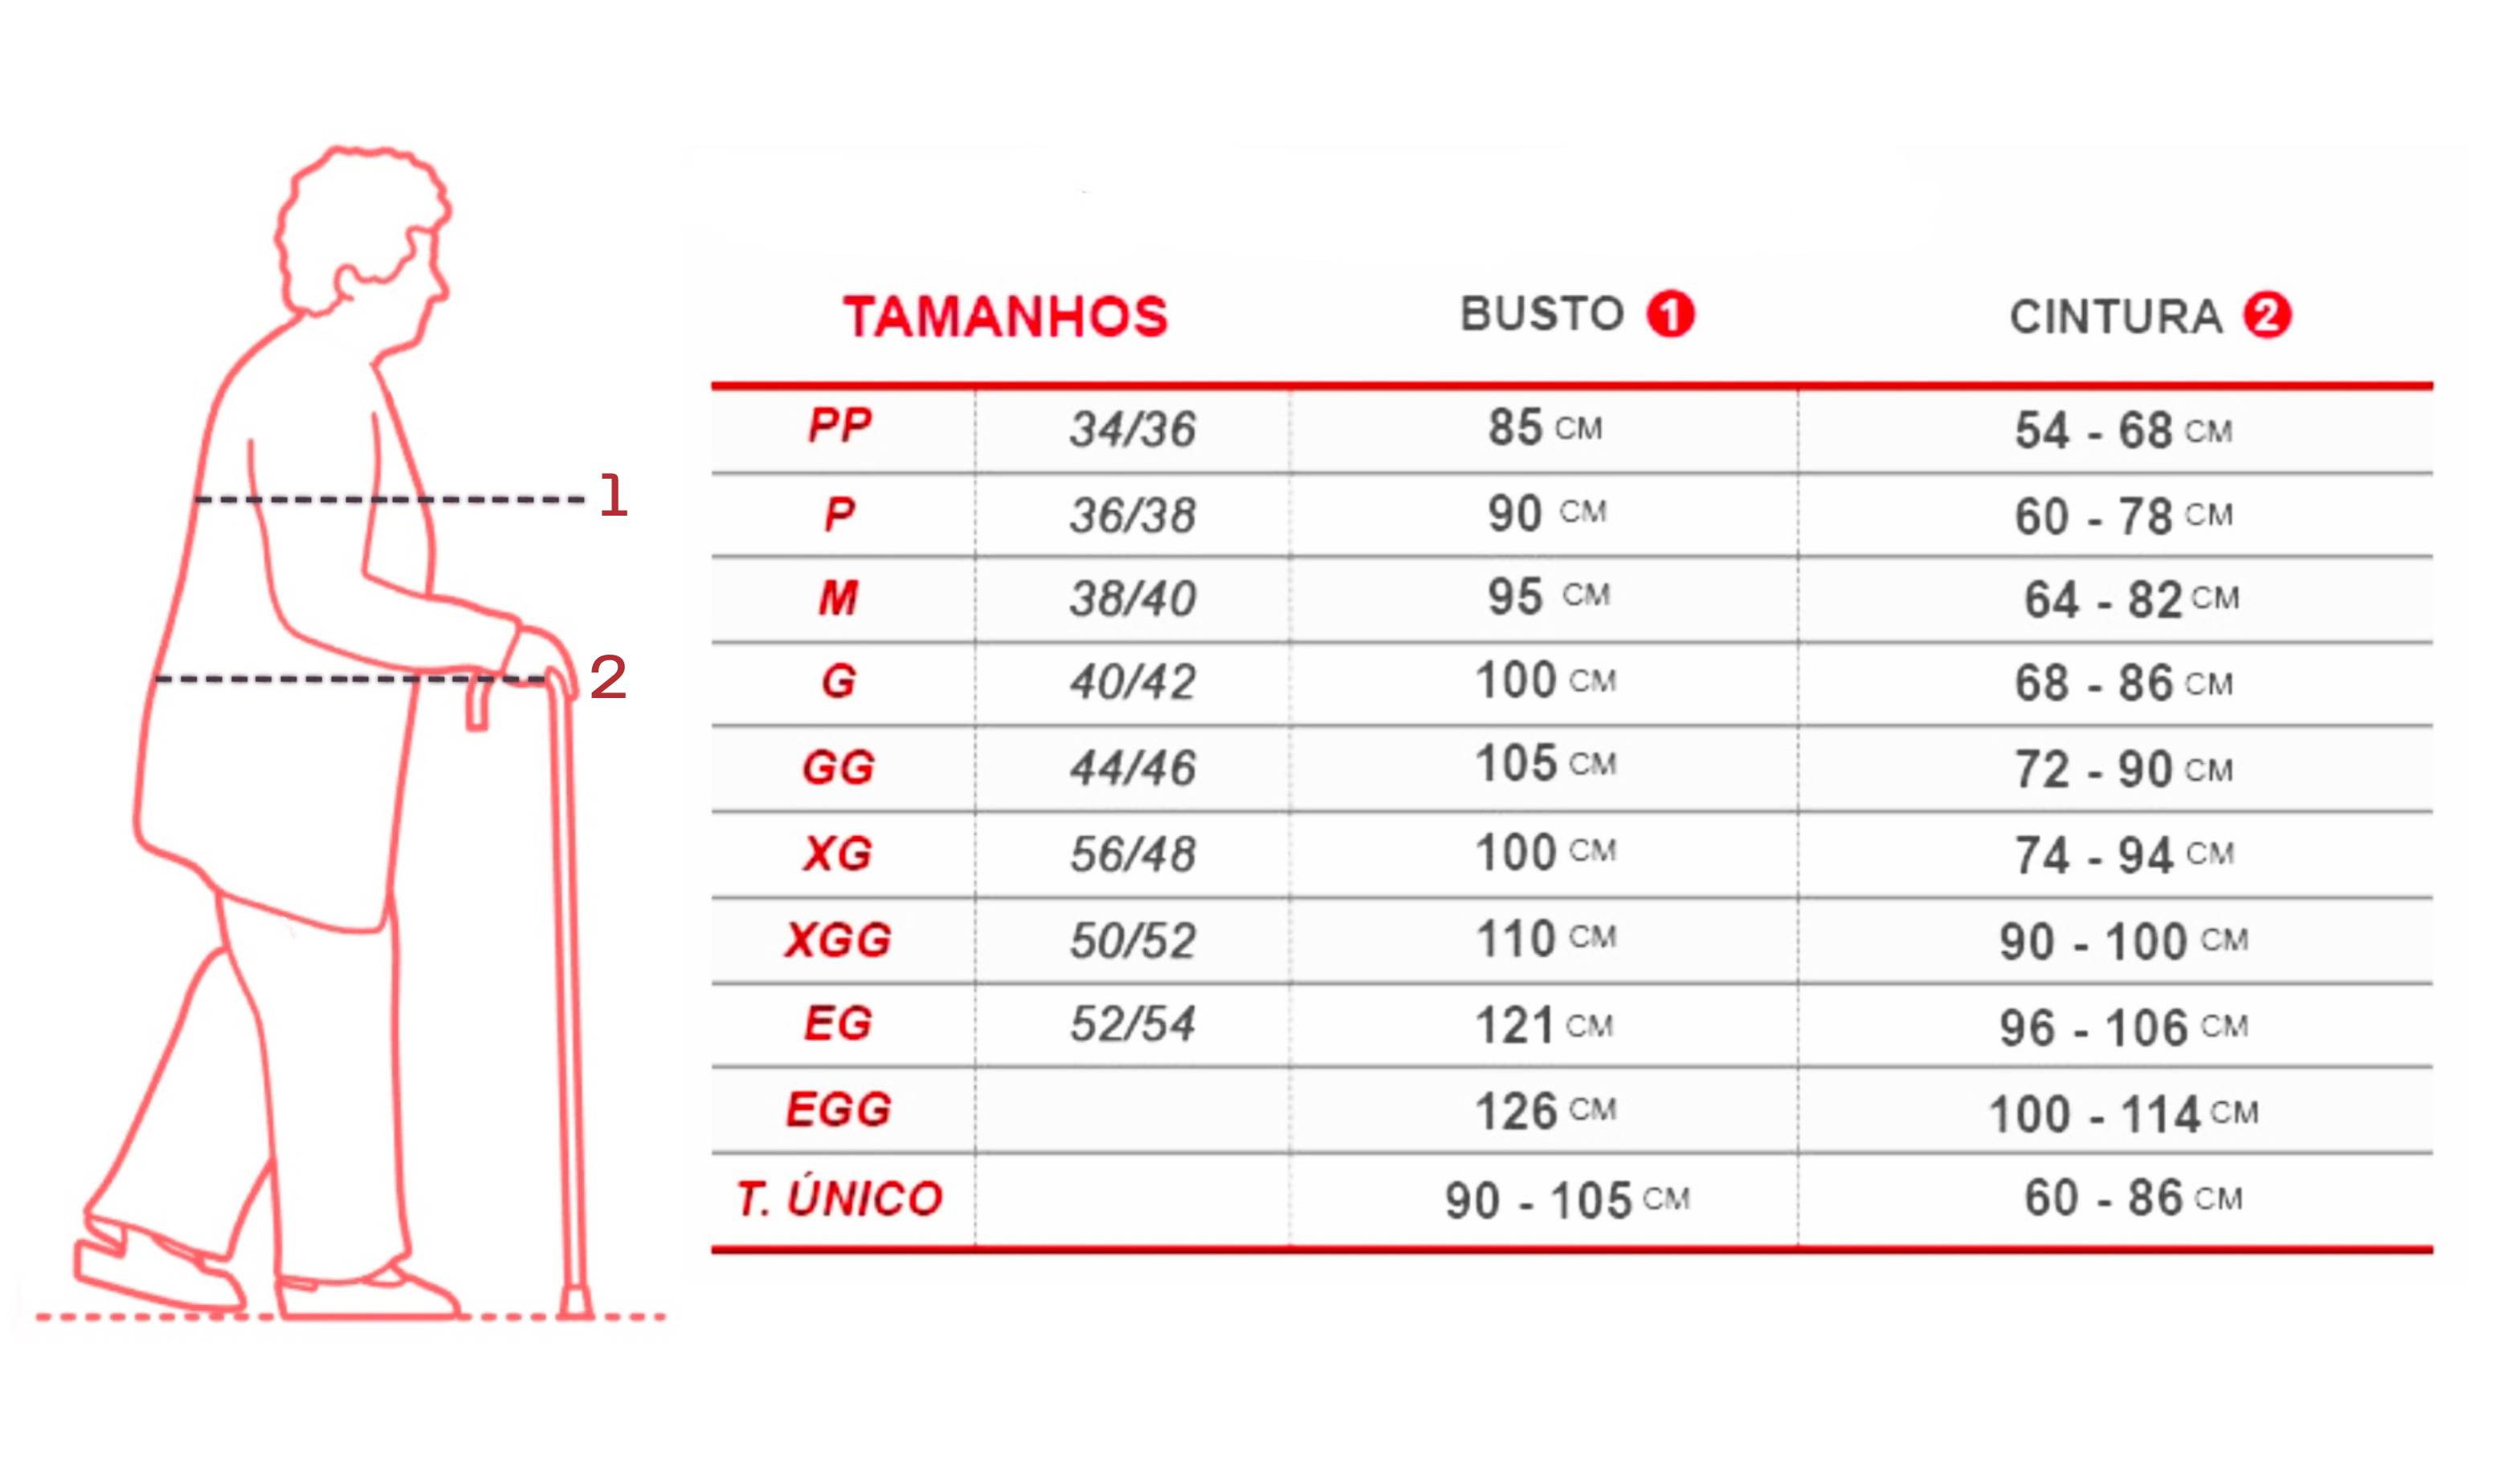 TAMANHOS BUSTO 1 CINTURA 2
PP 34/36 85 CM 54 - 68 CM
P 36/38 90 CM 60 - 78 CM
M 38/40 95 CM 64 - 82 CM
G 40/42 100 CM 68 - 86 CM
GG 44/46 105 CM 72 - 90 CM
XG 56/48 100 CM 74 - 94 CM
XGG 50/52 110 CM 90 - 100 CM
EG 52/54 121 CM 96 - 106 CM
EGG 126 CM 100 - 114 CM
T. ÚNICO 90 - 105 CM 60 - 86 CM
1
2